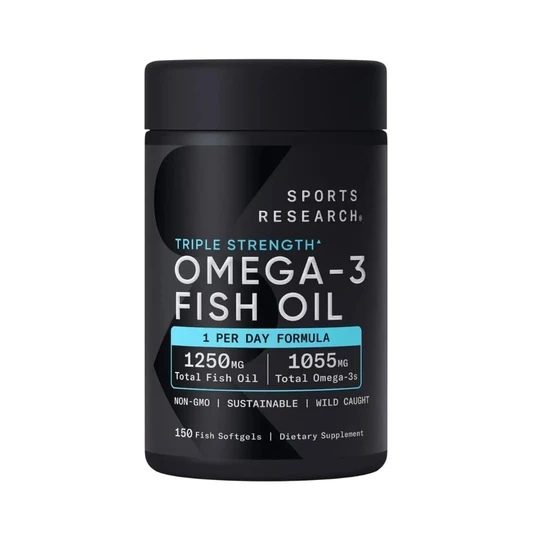 SPORTS
RESEARCH®
TRIPLE STRENGTH▲
OMEGA-3
FISH OIL
1 PER DAY FORMULA
1250MG | 1055MG
Total Fish Oil | Total Omega-3s
NON-GMO | SUSTAINABLE | WILD CAUGHT
150 Fish Softgels | Dietary Supplement